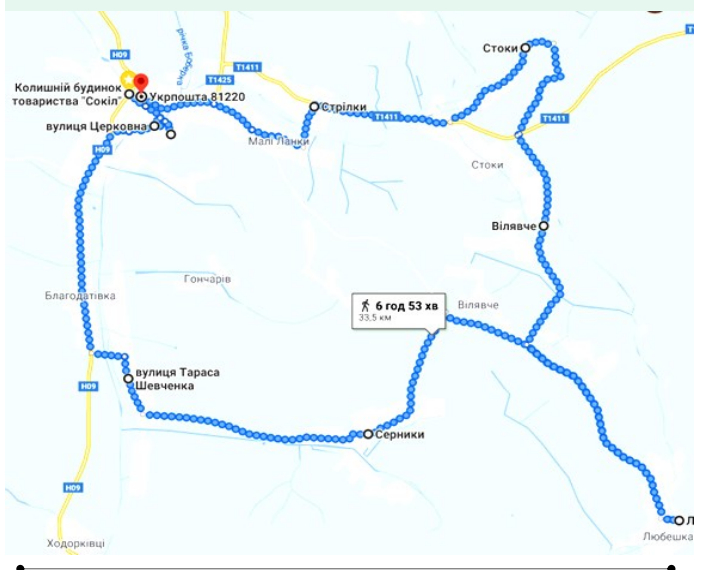 H09
річка Боберка
T1411
T1425
Стоки
Колишній будинок
товариства "Сокіл"
Укрпошта 81220
Стрілки
T1411
T1411
вулиця Церковна
H09
Малі Ланки
Стоки
Вілявче
Гончарів
Благодатівка
6 год 53 хв
33,5 км
Вілявче
вулиця Тараса
Шевченка
H09
Серники
H09
Ходорківці
Любешка